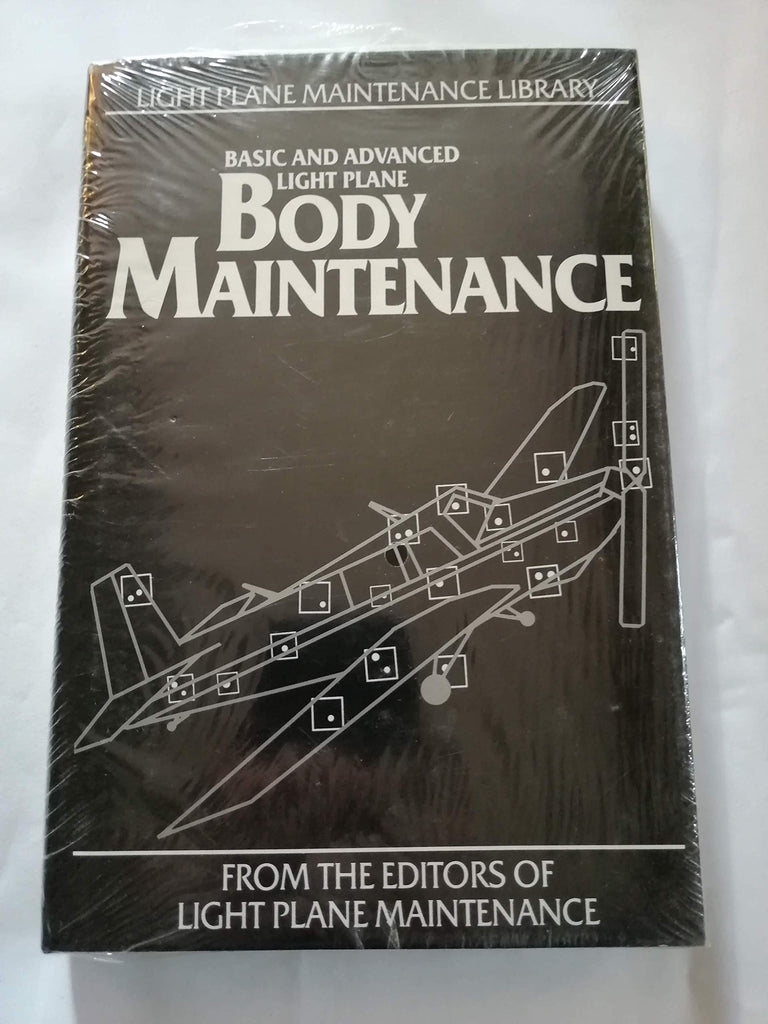 LIGHT PLANE MAINTENANCE LIBRARY
BASIC AND ADVANCED
LIGHT PLANE
BODY
MAINTENANCE
FROM THE EDITORS OF
LIGHT PLANE MAINTENANCE